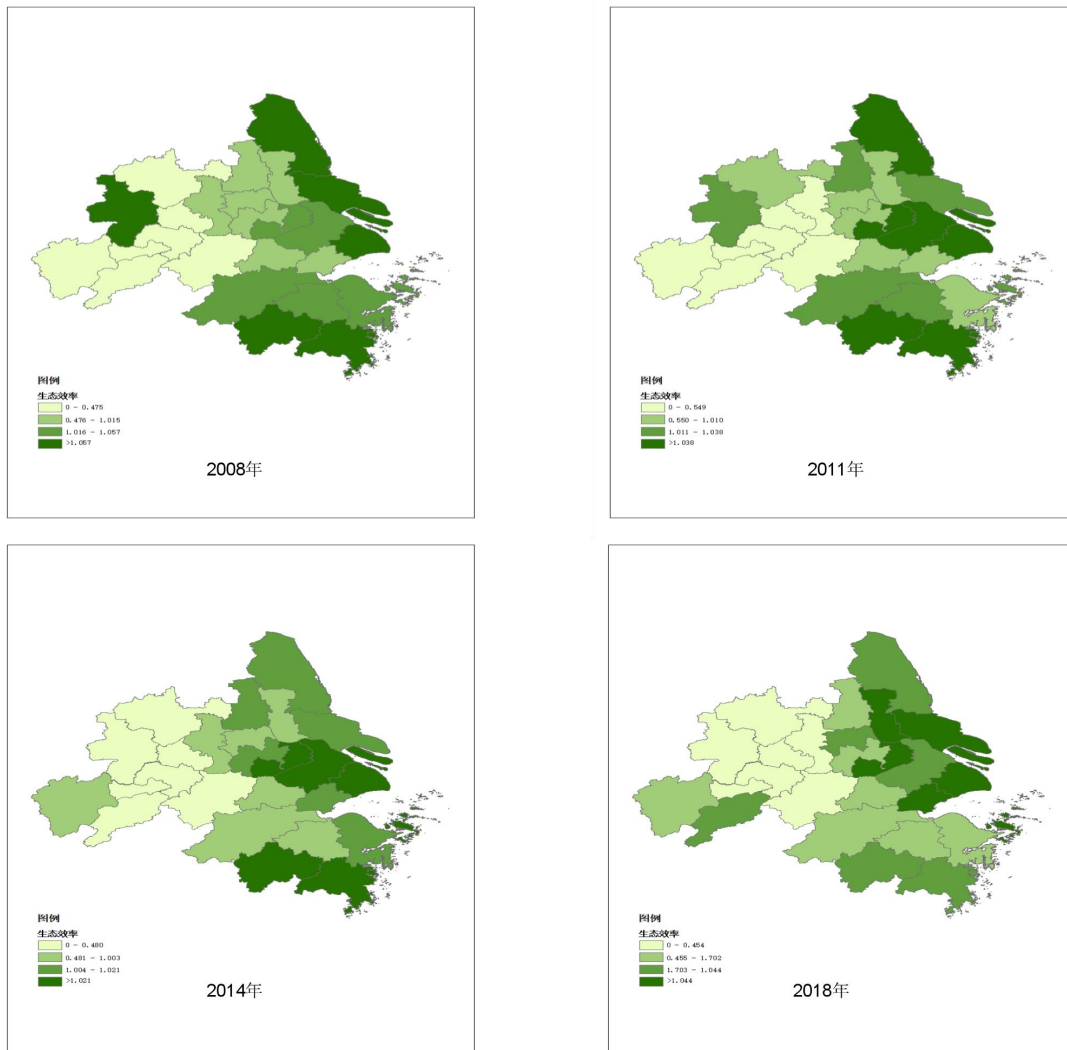 图例
生态效率
0 - 0.475
0.476 - 1.015
1.016 - 1.057
>1.057
2008年
图例
生态效率
0 - 0.549
0.550 - 1.010
1.011 - 1.038
>1.038
2011年
图例
生态效率
0 - 0.480
0.481 - 1.003
1.004 - 1.021
>1.021
2014年
图例
生态效率
0 - 0.454
0.455 - 1.702
1.703 - 1.044
>1.044
2018年